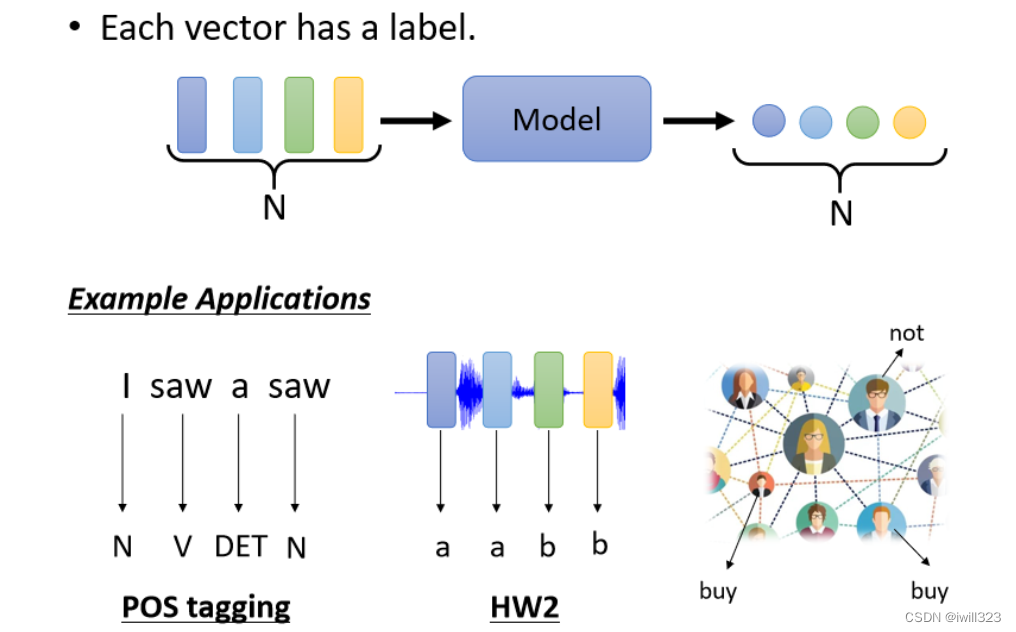 • Each vector has a label.
Model
N
N
Example Applications
not
I saw a saw
N V DET N
a a b b
buy
buy
POS tagging
HW2
CSDN @iwill323